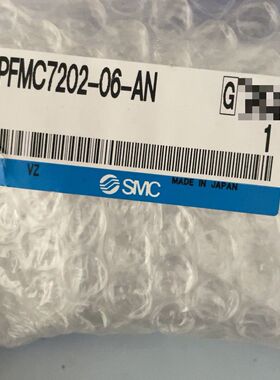 PFMC7202-06-AN
G
1
VZ
SMC
MADE IN JAPAN